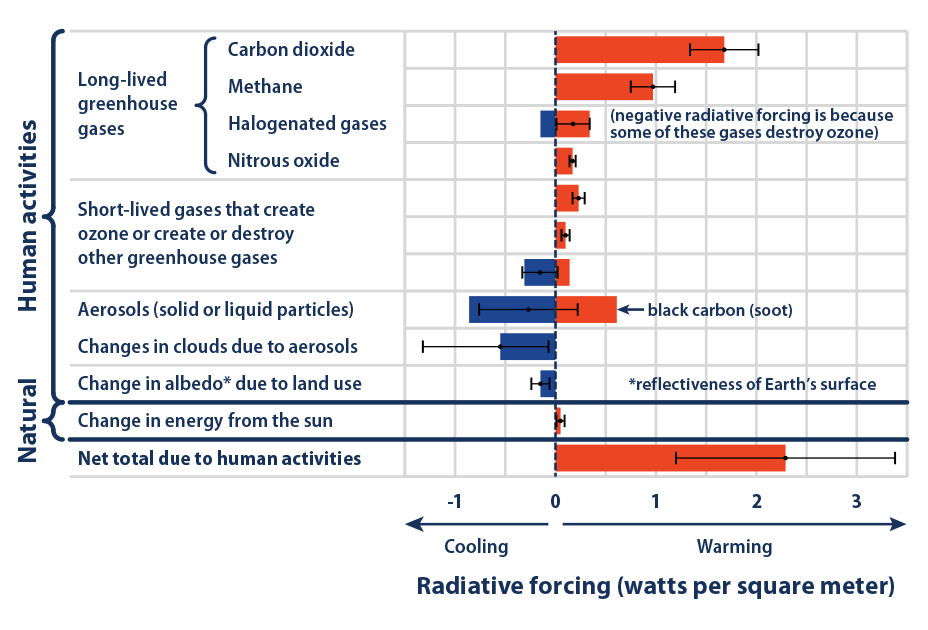 Human activities
Natural
Long-lived
greenhouse
gases
Carbon dioxide
Methane
Halogenated gases
(negative radiative forcing is because
some of these gases destroy ozone)
Nitrous oxide
Short-lived gases that create
ozone or create or destroy
other greenhouse gases
Aerosols (solid or liquid particles)
black carbon (soot)
Changes in clouds due to aerosols
Change in albedo* due to land use
*reflectiveness of Earth's surface
Change in energy from the sun
Net total due to human activities
-1 0 1 2 3
Cooling Warming
Radiative forcing (watts per square meter)